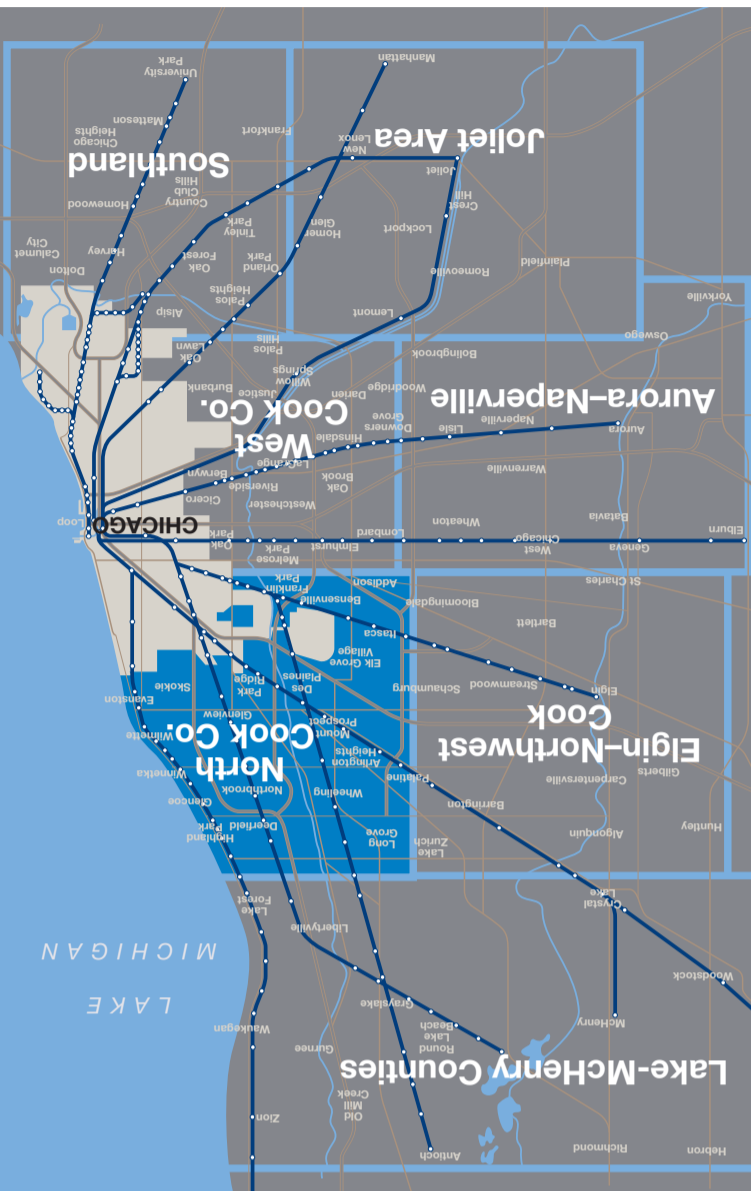 Hebron
Richmond
Antioch
Zion
Old
Mill
Creek
Lake-McHenry Counties
Round
Lake
Beach
Gurnee
McHenry
Waukegan
Grayslake
Woodstock
LAKE
MICHIGAN
Libertyville
Crystal
Lake
Lake
Forest
Huntley
Algonquin
Lake
Zurich
Long
Grove
Deerfield
Highland
Park
Barrington
Wheeling
Northbrook
Glencoe
Gilberts
Carpentersville
Palatine
Arlington
Heights
Winnetka
Elgin–Northwest
Cook
North
Cook Co.
Mount
Prospect
Wilmette
Glenview
Elgin
Streamwood
Schaumburg
Des
Plaines
Park
Ridge
Skokie
Evanston
Elk Grove
Village
Bartlett
Itasca
Bloomingdale
Bensenville
Franklin
Park
St Charles
Addison
Elburn
Geneva
West
Chicago
Wheaton
Lombard
Elmhurst
Melrose
Park
Oak
Park
CHICAGO
Loop
Batavia
Warrenville
Oak
Brook
Westchester
Riverside
Cicero
Berwyn
LaGrange
Aurora
Naperville
Lisle
Downers
Grove
Hinsdale
West
Cook Co.
Aurora–Naperville
Woodridge
Darien
Willow
Springs
Justice
Burbank
Bolingbrook
Oswego
Palos
Hills
Oak
Lawn
Yorkville
Lemont
Alsip
Plainfield
Romeoville
Palos
Heights
Orland
Park
Oak
Forest
Dolton
Calumet
City
Harvey
Lockport
Homer
Glen
Tinley
Park
Crest
Hill
Country
Club
Hills
Homewood
Joliet
Joliet Area
Southland
New
Lenox
Frankfort
Chicago
Heights
Matteson
University
Park
Manhattan